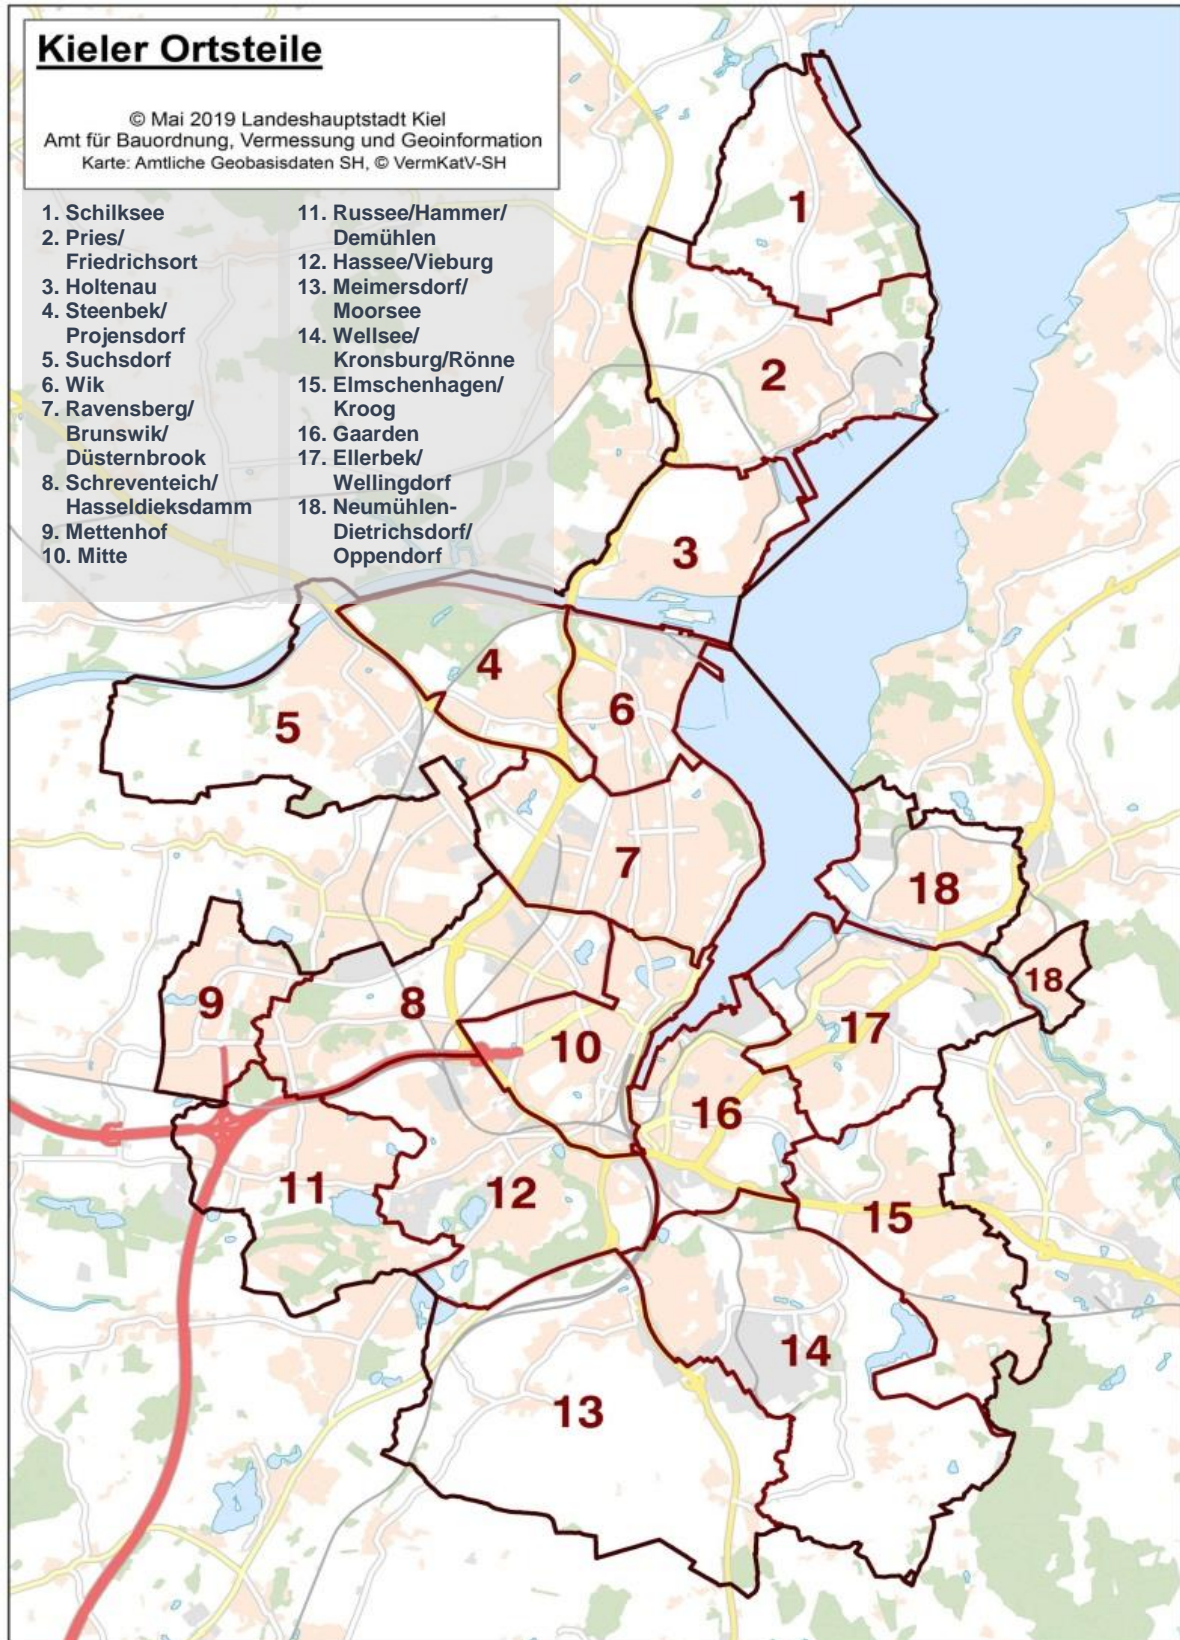 Kieler Ortsteile
© Mai 2019 Landeshauptstadt Kiel
Amt für Bauordnung, Vermessung und Geoinformation
Karte: Amtliche Geobasisdaten SH, © VermKatV-SH
1. Schilksee
2. Pries/
Friedrichsort
3. Holtenau
4. Steenbek/
Projensdorf
5. Suchsdorf
6. Wik
7. Ravensberg/
Brunswik/
Düsternbrook
8. Schreventeich/
Hasseldieksdamm
9. Mettenhof
10. Mitte
11. Russee/Hammer/
Demühlen
12. Hassee/Vieburg
13. Meimersdorf/
Moorsee
14. Wellsee/
Kronsburg/Rönne
15. Elmschenhagen/
Kroog
16. Gaarden
17. Ellerbek/
Wellingdorf
18. Neumühlen-
Dietrichsdorf/
Oppendorf
1
2
3
4
5
6
7
18
18
9
8
10
17
16
11
12
15
14
13